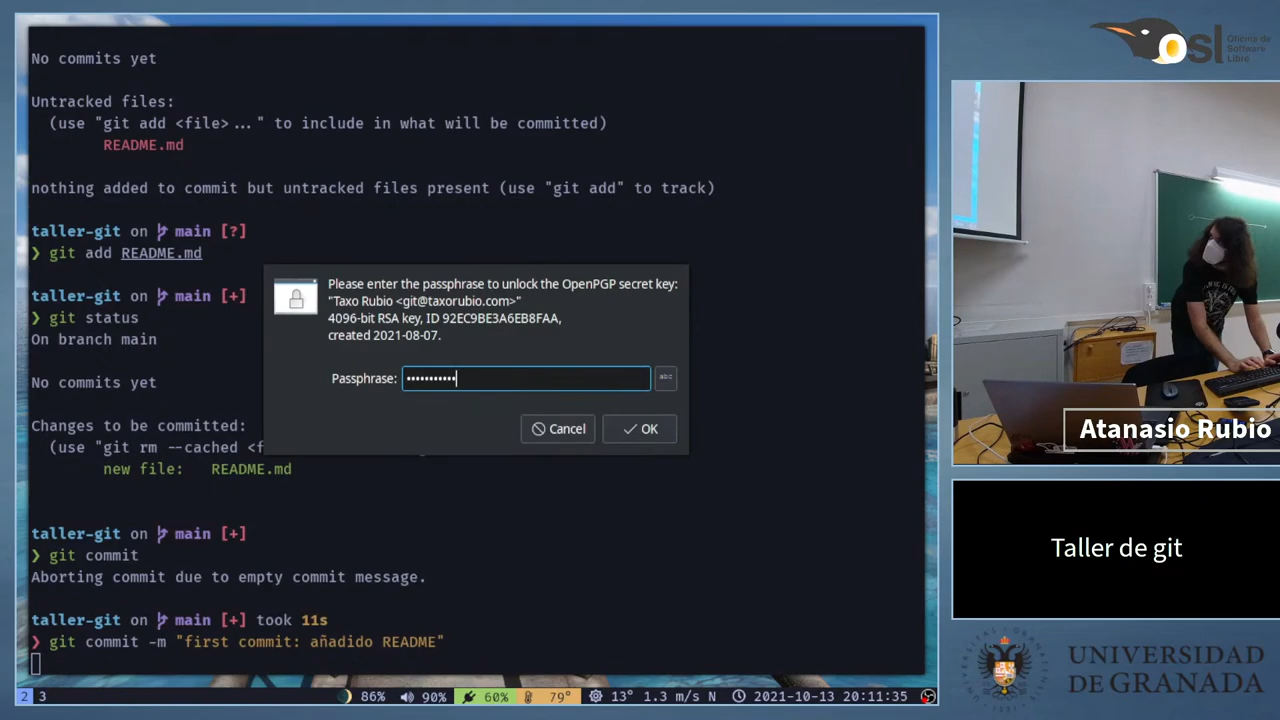 No commits yet
Untracked files:
(use "git add <file>..." to include in what will be committed)
README.md
nothing added to commit but untracked files present (use "git add" to track)
taller-git on main [?]
❯ git add README.md
taller-git on main [+]
❯ git status
On branch main
No commits yet
Changes to be committed:
(use "git rm --cached <f
new file: README.md
taller-git on main [+]
❯ git commit
Aborting commit due to empty commit message.
taller-git on main [+] took 11s
❯ git commit -m "first commit: añadido README"
Please enter the passphrase to unlock the OpenPGP secret key:
"Taxo Rubio <git@taxorubio.com>"
4096-bit RSA key, ID 92EC9BE3A6EB8FAA,
created 2021-08-07.
Passphrase: •••••••••••
abc
Cancel
OK
2 3
86% 90% 60% 79° 13° 1.3 m/s N 2021-10-13 20:11:35
osl
Oficina de
Software
Libre
Atanasio Rubio
Taller de git
UNIVERSIDAD
DE GRANADA